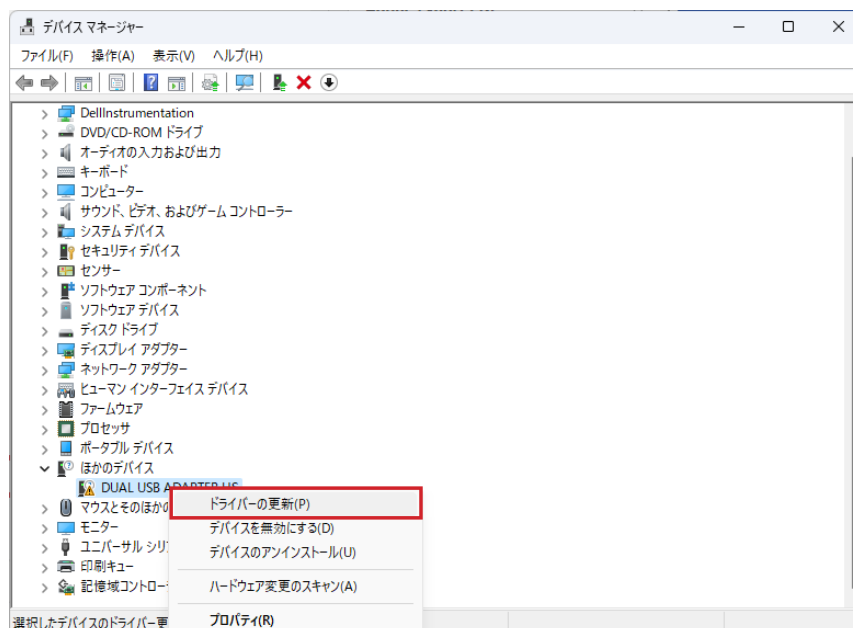 デバイス マネージャー
ファイル(F) 操作(A) 表示(V) ヘルプ(H)
DellInstrumentation
DVD/CD-ROM ドライブ
オーディオの入力および出力
キーボード
コンピューター
サウンド、ビデオ、およびゲーム コントローラー
システム デバイス
セキュリティ デバイス
センサー
ソフトウェア コンポーネント
ソフトウェア デバイス
ディスク ドライブ
ディスプレイ アダプター
ネットワーク アダプター
ヒューマン インターフェイス デバイス
ファームウェア
プロセッサ
ポータブル デバイス
ほかのデバイス
DUAL USB ADAPTER HS
マウスとそのほかの
モニター
ユニバーサル シリ
印刷キュー
記憶域コントロー
ドライバーの更新(P)
デバイスを無効にする(D)
デバイスのアンインストール(U)
ハードウェア変更のスキャン(A)
プロパティ(R)
選択したデバイスのドライバー更